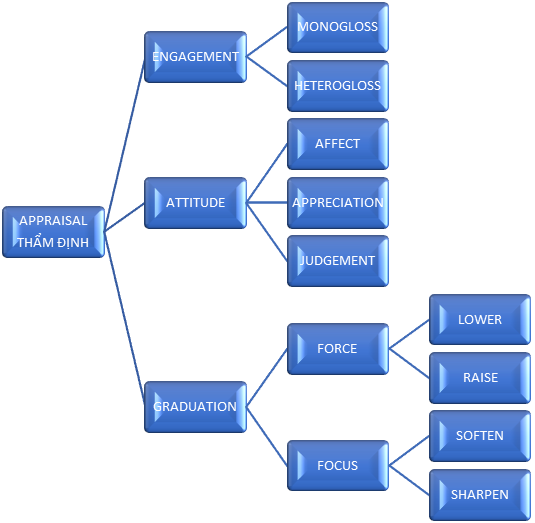 APPRAISAL
THẨM ĐỊNH
ENGAGEMENT
MONOGLOSS
HETEROGLOSS
ATTITUDE
AFFECT
APPRECIATION
JUDGEMENT
GRADUATION
FORCE
LOWER
RAISE
FOCUS
SOFTEN
SHARPEN